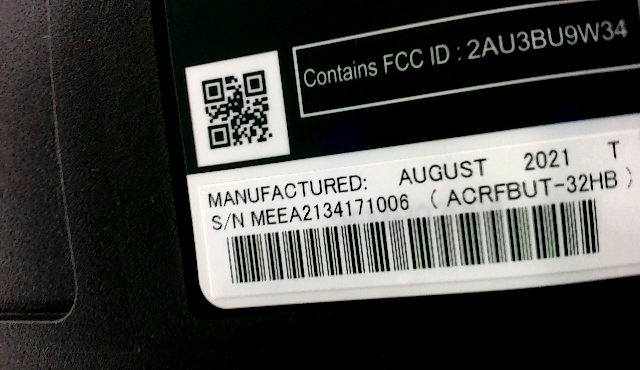 Contains FCC ID : 2AU3BU9W34
MANUFACTURED: AUGUST 2021 T
S/N MEEA2134171006 ( ACRFBUT-32HB )